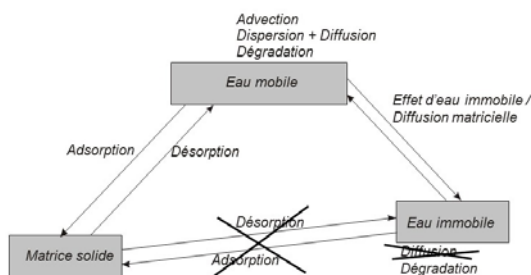 Advection
Dispersion + Diffusion
Dégradation
Eau mobile
Effet d'eau immobile /
Diffusion matricielle
Adsorption
Désorption
Désorption
Eau immobile
Matrice solide
Adsorption
Diffusion
Dégradation